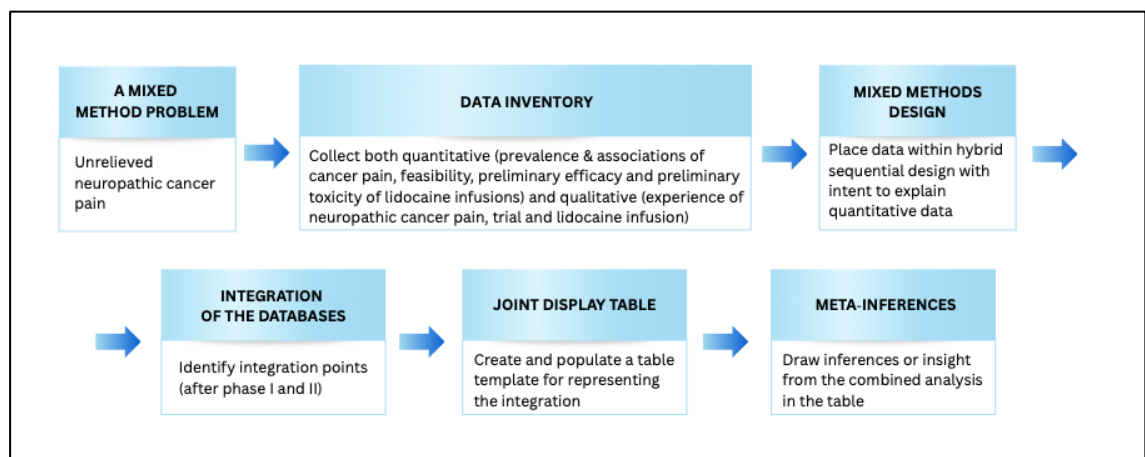 A MIXED
METHOD PROBLEM
Unrelieved
neuropathic cancer
pain
DATA INVENTORY
Collect both quantitative (prevalence & associations of
cancer pain, feasibility, preliminary efficacy and preliminary
toxicity of lidocaine infusions) and qualitative (experience of
neuropathic cancer pain, trial and lidocaine infusion)
MIXED METHODS
DESIGN
Place data within hybrid
sequential design with
intent to explain
quantitative data
INTEGRATION
OF THE DATABASES
Identify integration points
(after phase I and II)
JOINT DISPLAY TABLE
Create and populate a table
template for representing
the integration
META-INFERENCES
Draw inferences or insight
from the combined analysis
in the table